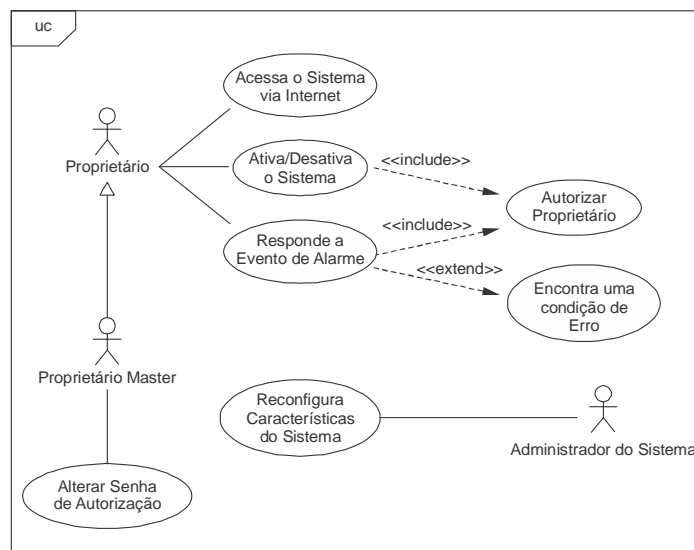 uc
Acessa o Sistema
via Internet
Proprietário
Ativa/Desativa
o Sistema
<<include>>
Autorizar
Proprietário
<<include>>
Responde a
Evento de Alarme
<<extend>>
Encontra uma
condição de
Erro
Proprietário Master
Reconfigura
Características
do Sistema
Administrador do Sistema
Alterar Senha
de Autorização